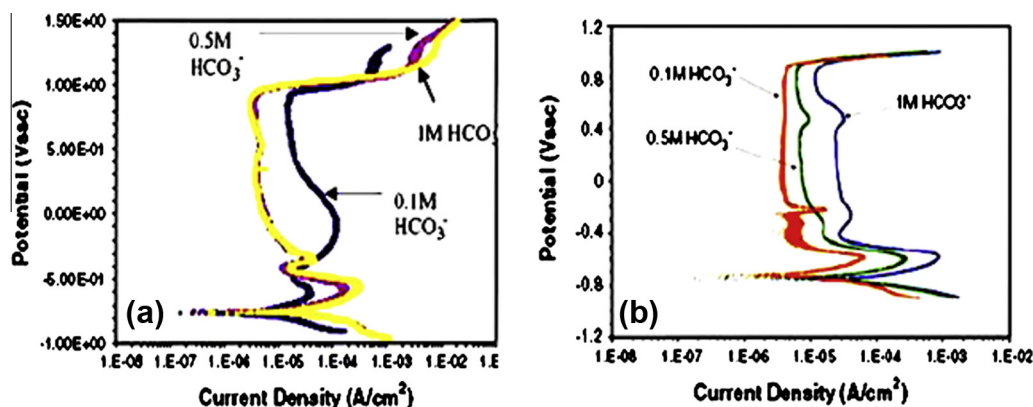 1.50E+00
1.00E+00
5.00E-01
0.00E+00
-5.00E-01
-1.00E+00
Potential (Vssc)
0.5M
HCO₃⁻
1M HCO
0.1M
HCO₃⁻
(a)
1.E-08 1.E-07 1.E-06 1.E-05 1.E-04 1.E-03 1.E-02 1.E
Current Density (A/cm²)
1.2
0.8
0.4
0
-0.4
-0.8
-1.2
Potential (Vssc)
0.1M HCO₃⁻
1M HCO3⁻
0.5M HCO₃⁻
(b)
1.E-08 1.E-07 1.E-06 1.E-05 1.E-04 1.E-03 1.E-02
Current Density (A/cm²)